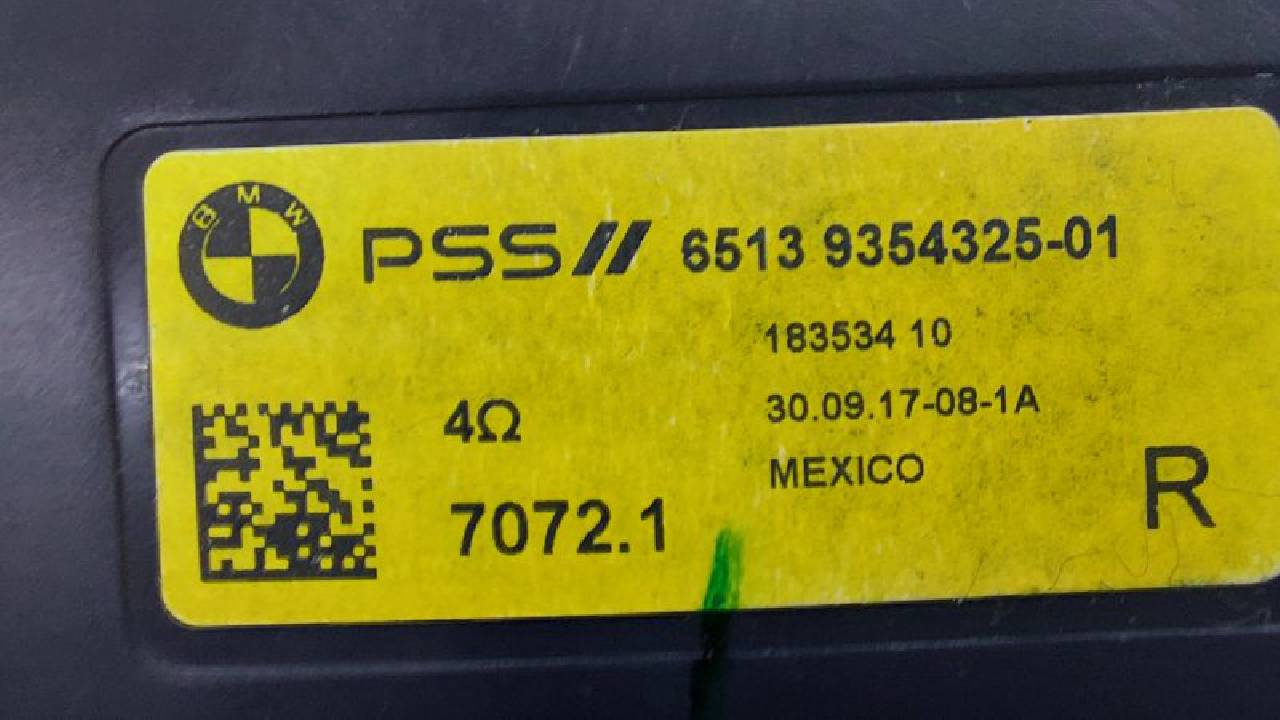 BMW
PSS// 6513 9354325-01
183534 10
4Ω 30.09.17-08-1A
MEXICO
7072.1 R